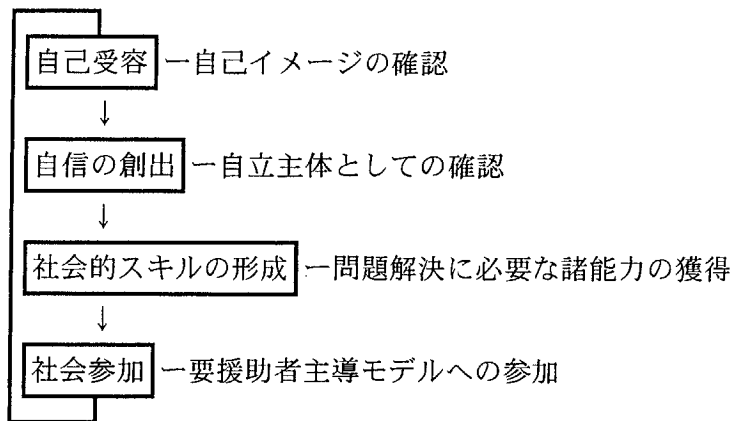 自己受容 ー自己イメージの確認
↓
自信の創出 ー自立主体としての確認
↓
社会的スキルの形成 ー問題解決に必要な諸能力の獲得
↓
社会参加 ー要援助者主導モデルへの参加